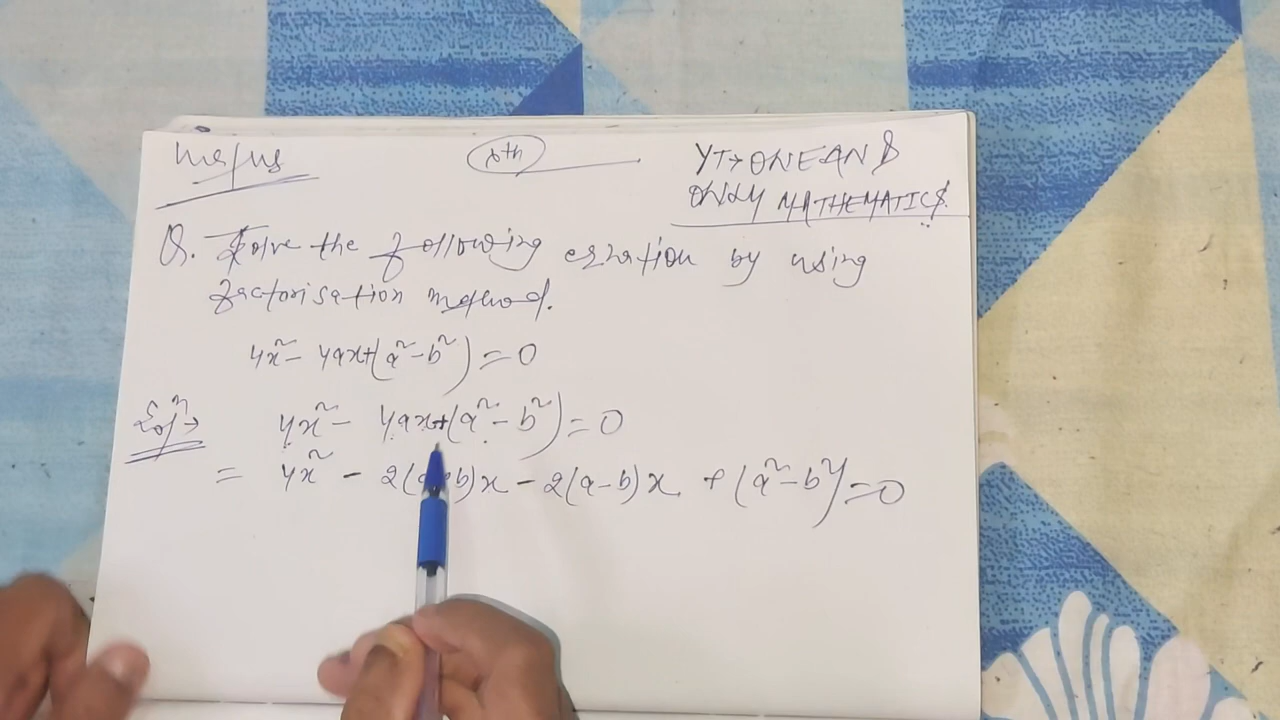 10th
YT→ ONE AND
ONLY MATHEMATICS.
Q. Solve the following equation by using
factorisation method.
4x² - 4ax+(a²-b²)=0
Solⁿ→ 4x² - 4ax+(a²-b²)=0
= 4x² - 2(a+b)x - 2(a-b)x + (a²-b²)=0